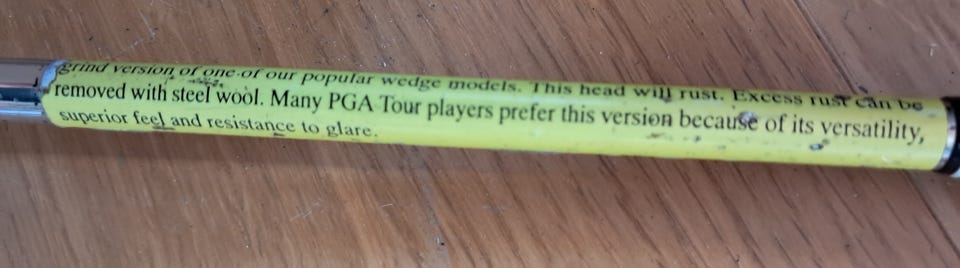 grind version of one of our popular wedge models. This head will rust. Excess rust can be
removed with steel wool. Many PGA Tour players prefer this version because of its versatility,
superior feel and resistance to glare.